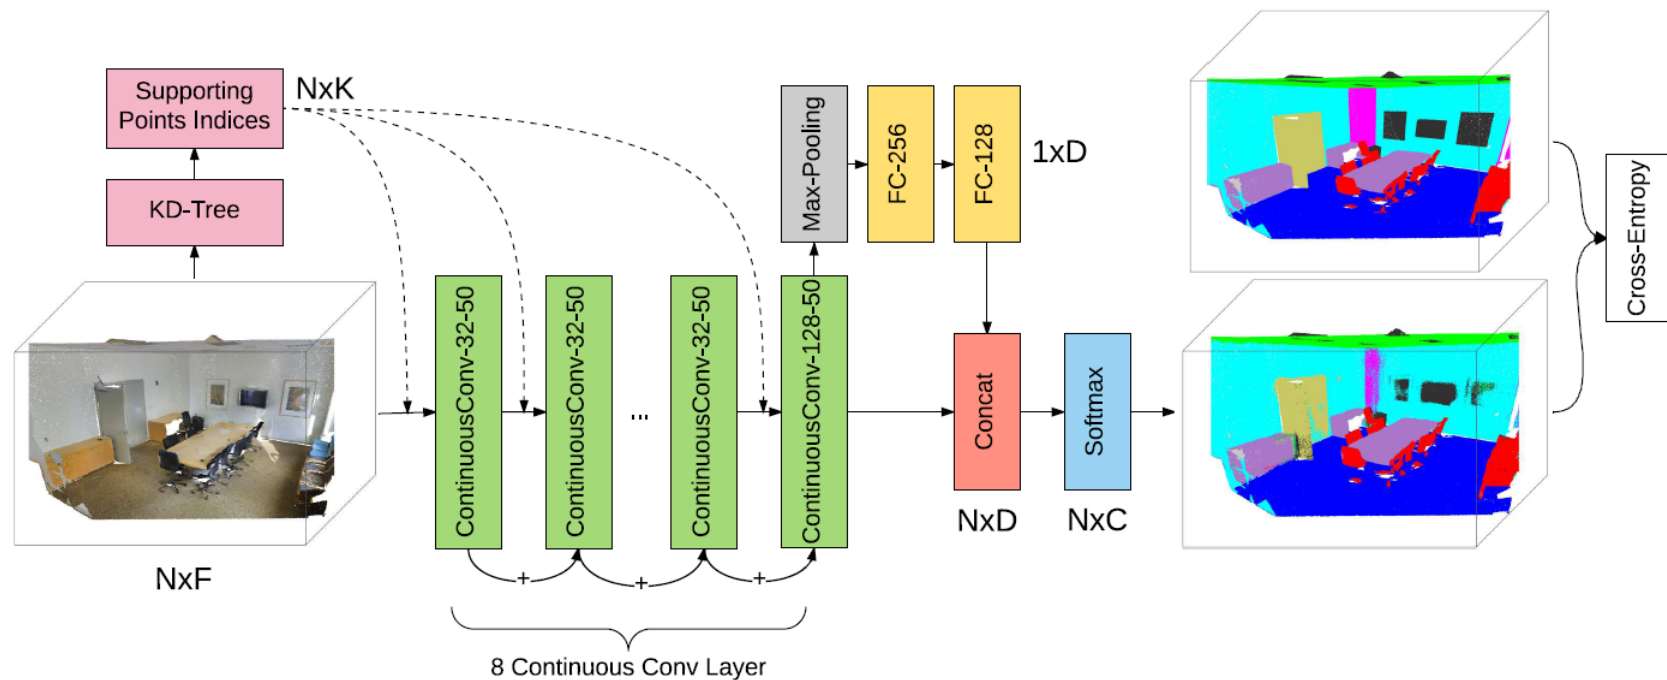 Supporting
Points Indices
NxK
KD-Tree
NxF
ContinuousConv-32-50
ContinuousConv-32-50
...
ContinuousConv-32-50
ContinuousConv-128-50
+
+
+
8 Continuous Conv Layer
Max-Pooling
FC-256
FC-128
1xD
Concat
NxD
Softmax
NxC
Cross-Entropy